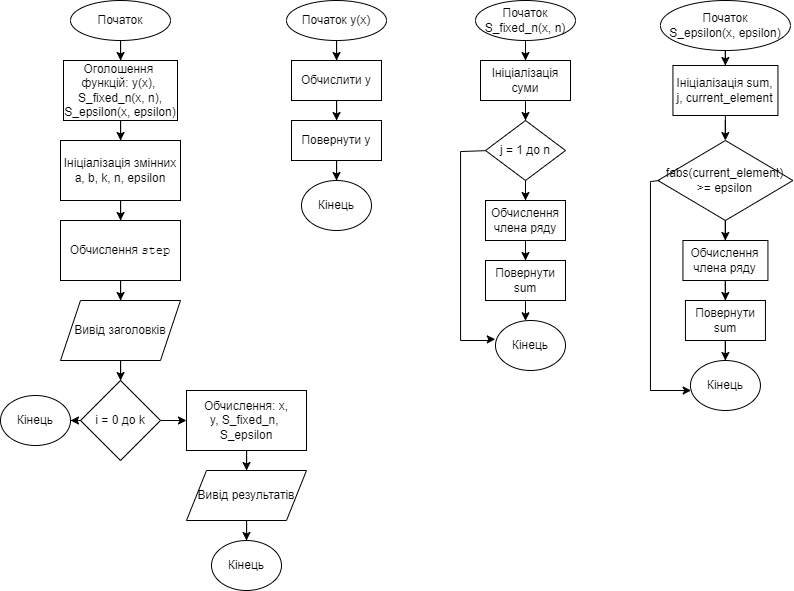 Початок
Оголошення
функцій: y(x),
S_fixed_n(x, n),
S_epsilon(x, epsilon)
Ініціалізація змінних
a, b, k, n, epsilon
Обчислення step
Вивід заголовків
i = 0 до k
Кінець
Обчислення: x,
y, S_fixed_n,
S_epsilon
Вивід результатів
Кінець
Початок y(x)
Обчислити y
Повернути y
Кінець
Початок
S_fixed_n(x, n)
Ініціалізація
суми
j = 1 до n
Обчислення
члена ряду
Повернути
sum
Кінець
Початок
S_epsilon(x, epsilon)
Ініціалізація sum,
j, current_element
fabs(current_element)
>= epsilon
Обчислення
члена ряду
Повернути
sum
Кінець